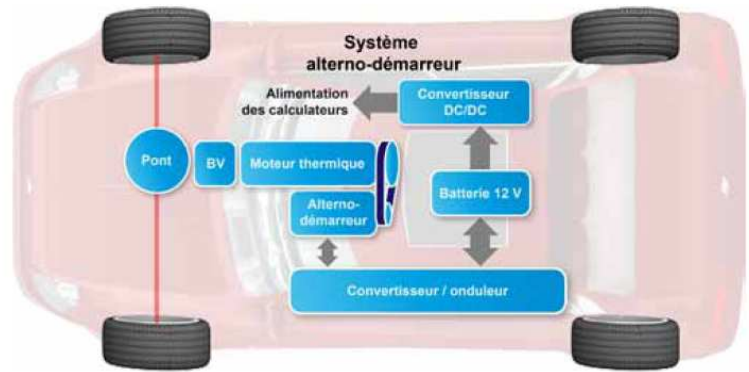 Système
alterno-démarreur
Alimentation
des calculateurs
Convertisseur
DC/DC
Pont
BV
Moteur thermique
Alterno-
démarreur
Batterie 12 V
Convertisseur / onduleur